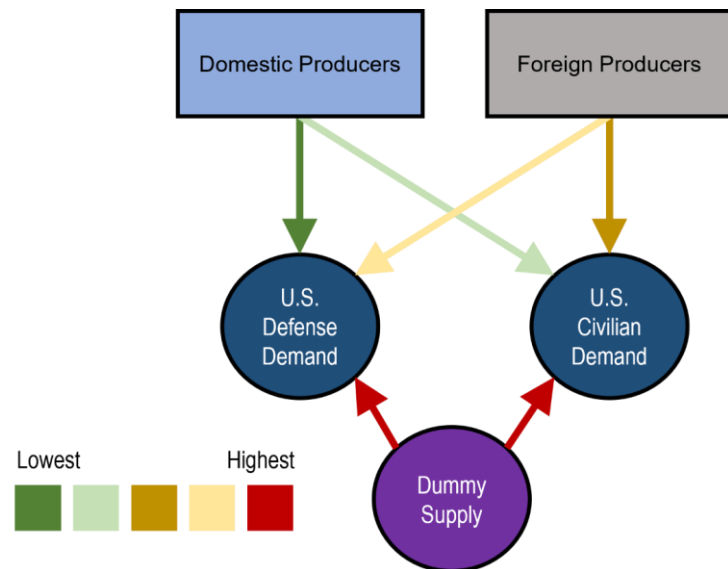 Domestic Producers
Foreign Producers
U.S.
Defense
Demand
U.S.
Civilian
Demand
Lowest
Highest
Dummy
Supply